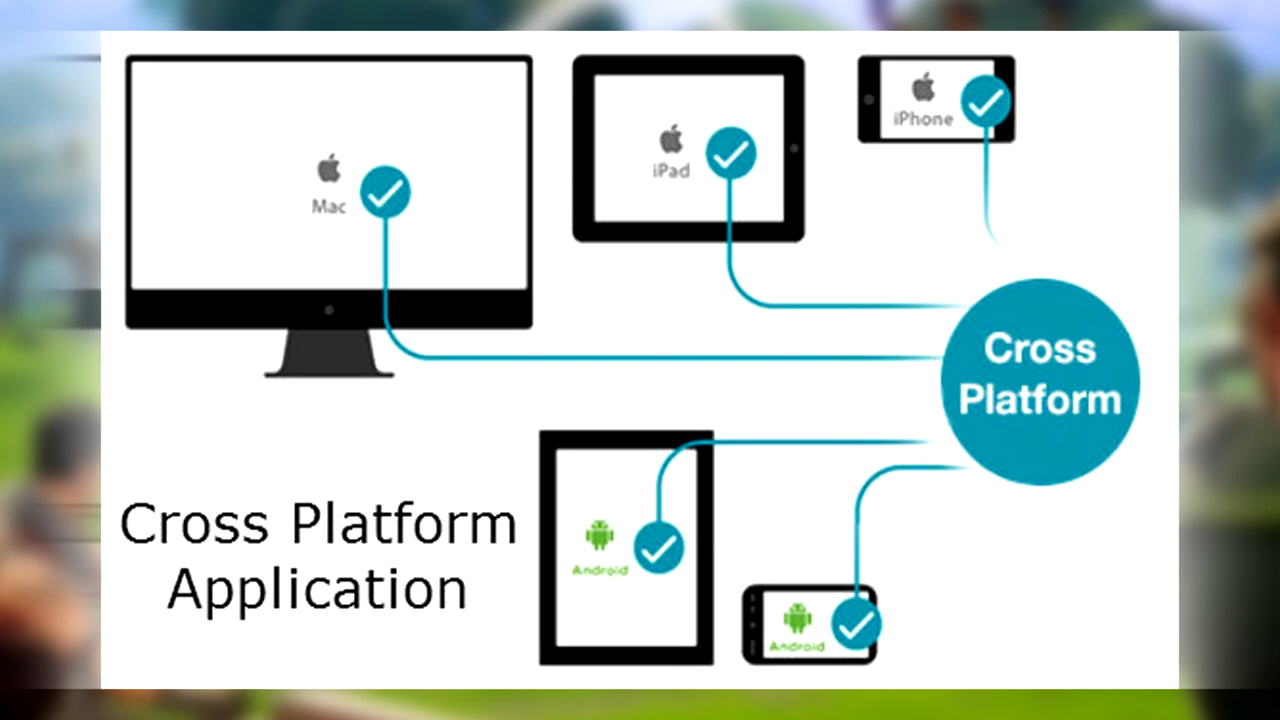 Mac
iPad
iPhone
Cross
Platform
Cross Platform
Application
Android
Android